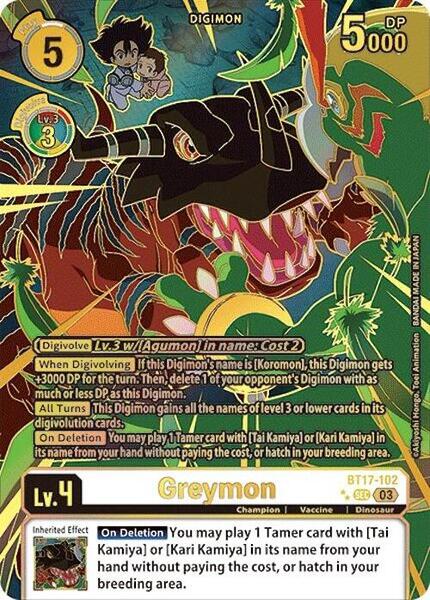 DIGIMON
Play
5
DP
5000
Digivolve
Lv.3
3
Digivolve Lv.3 w/[Agumon] in name: Cost 2
When Digivolving If this Digimon's name is [Koromon], this Digimon gets
+3000 DP for the turn. Then, delete 1 of your opponent's Digimon with as
much or less DP as this Digimon.
All Turns This Digimon gains all the names of level 3 or lower cards in its
digivolution cards.
On Deletion You may play 1 Tamer card with [Tai Kamiya] or [Kari Kamiya] in
its name from your hand without paying the cost, or hatch in your breeding area.
©Akiyoshi Hongo, Toei Animation BANDAI MADE IN JAPAN
BT17-102
Lv.4
Greymon
SEC
03
Champion
Vaccine
Dinosaur
Inherited Effect
On Deletion You may play 1 Tamer card with [Tai
Kamiya] or [Kari Kamiya] in its name from your
hand without paying the cost, or hatch in your
breeding area.